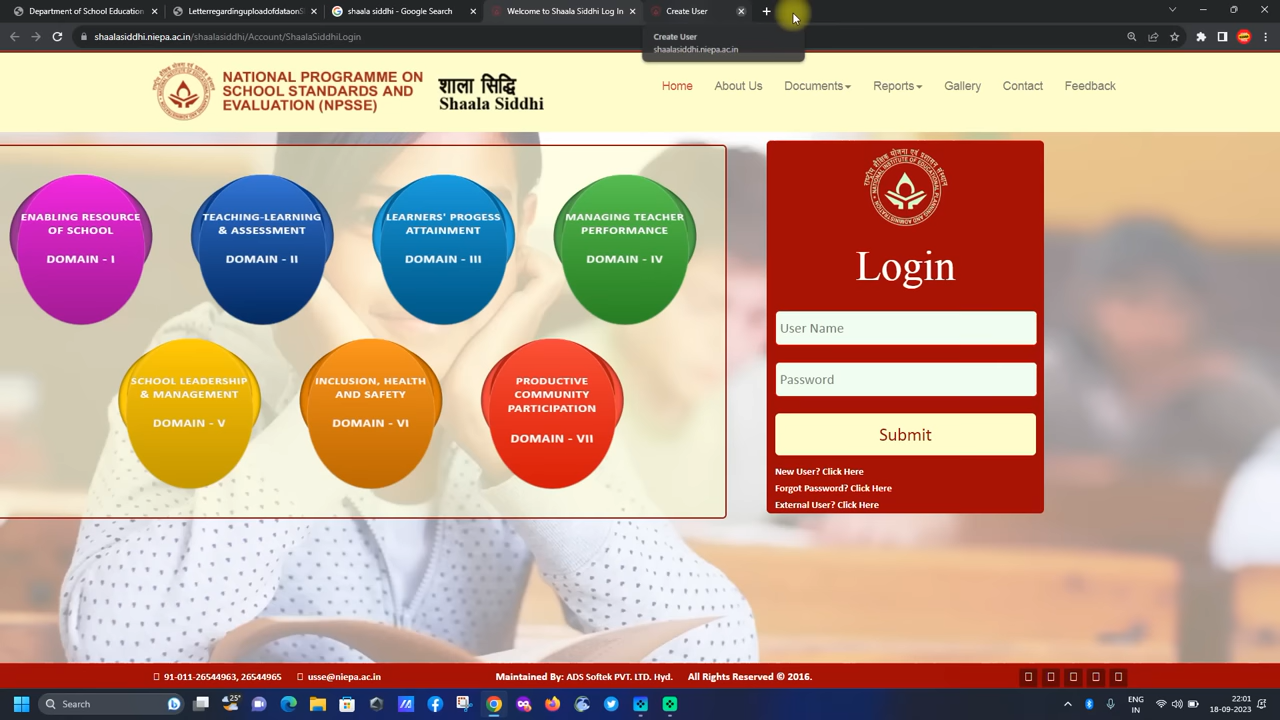 Department of School Education
Npsse
Letter to Search - Google Search
Shaala Siddhi Log In
shaalasiddhi.niepa.ac.in/shaalasiddhi/Account/ShaalaSiddhiLogin
Create User
shaalasiddhi.niepa.ac.in
NATIONAL PROGRAMME ON
SCHOOL STANDARDS AND
EVALUATION (NPSSE)
शाला सिद्धि
Shaala Siddhi
Home About Us Documents Reports Gallery Contact Feedback
ENABLING RESOURCE
OF SCHOOL
DOMAIN - I
TEACHING-LEARNING
& ASSESSMENT
DOMAIN - II
LEARNERS' PROGESS
ATTAINMENT
DOMAIN - III
MANAGING TEACHER
PERFORMANCE
DOMAIN - IV
SCHOOL LEADERSHIP
& MANAGEMENT
DOMAIN - V
INCLUSION, HEALTH
AND SAFETY
DOMAIN - VI
PRODUCTIVE
COMMUNITY
PARTICIPATION
DOMAIN - VII
Login
User Name
Password
Submit
New User? Click Here
Forgot Password? Click Here
External User? Click Here
91-011-26544963, 26544965 usse@niepa.ac.in Maintained By: ADS Softek PVT. LTD. Hyd. All Rights Reserved © 2016.
Search
25°
ENG
IN
22:01
18-09-2023